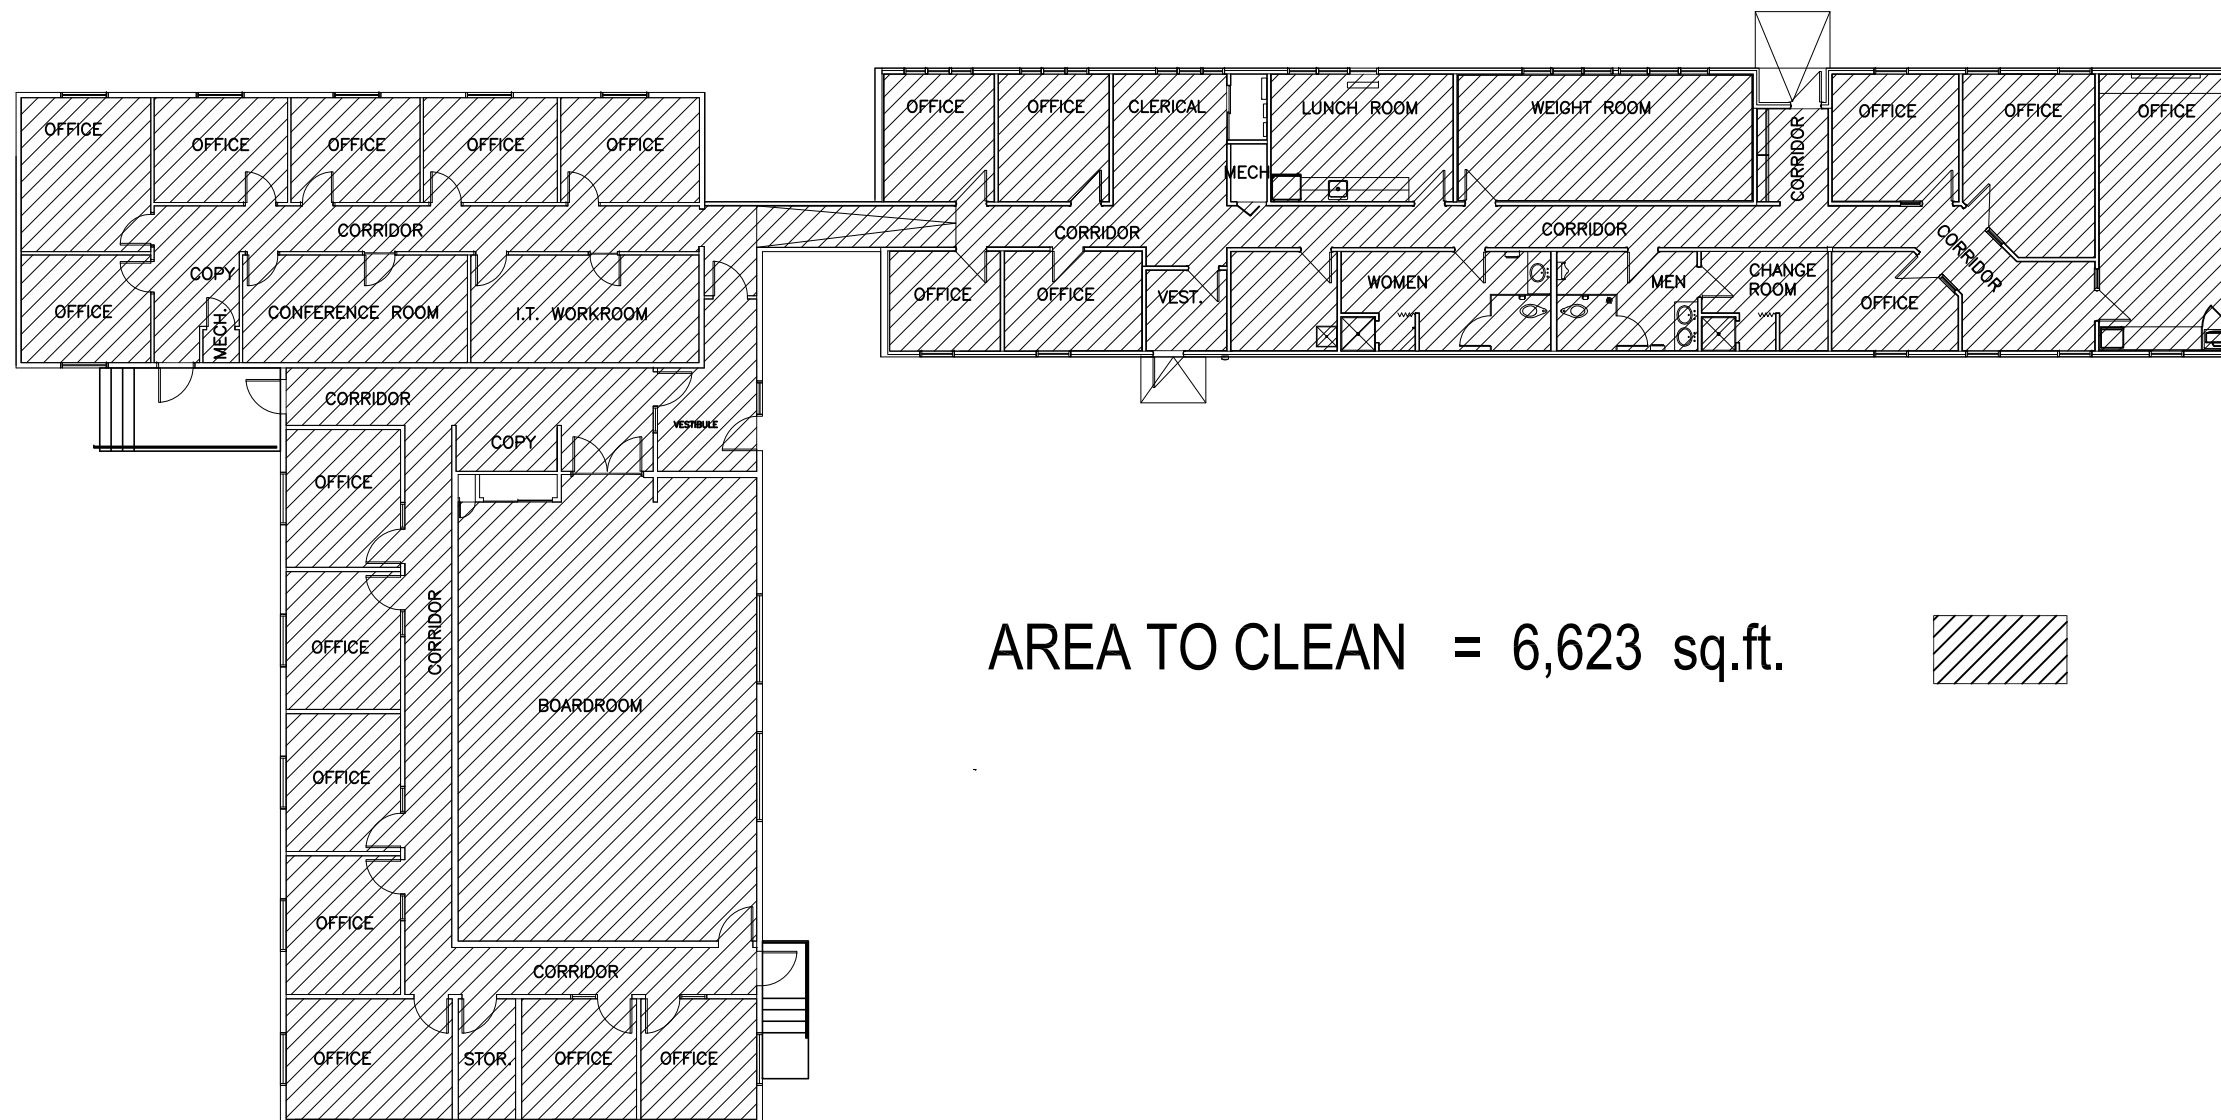 OFFICE
OFFICE
OFFICE
OFFICE
OFFICE
CORRIDOR
OFFICE
COPY
MECH.
CONFERENCE ROOM
I.T. WORKROOM
CORRIDOR
COPY
VESTIBULE
OFFICE
OFFICE
OFFICE
OFFICE
CORRIDOR
BOARDROOM
CORRIDOR
OFFICE
STOR.
OFFICE
OFFICE
OFFICE
OFFICE
CLERICAL
MECH
LUNCH ROOM
WEIGHT ROOM
CORRIDOR
OFFICE
OFFICE
OFFICE
CORRIDOR
CORRIDOR
CORRIDOR
OFFICE
OFFICE
VEST.
WOMEN
MEN
CHANGE
ROOM
OFFICE
AREA TO CLEAN = 6,623 sq.ft.